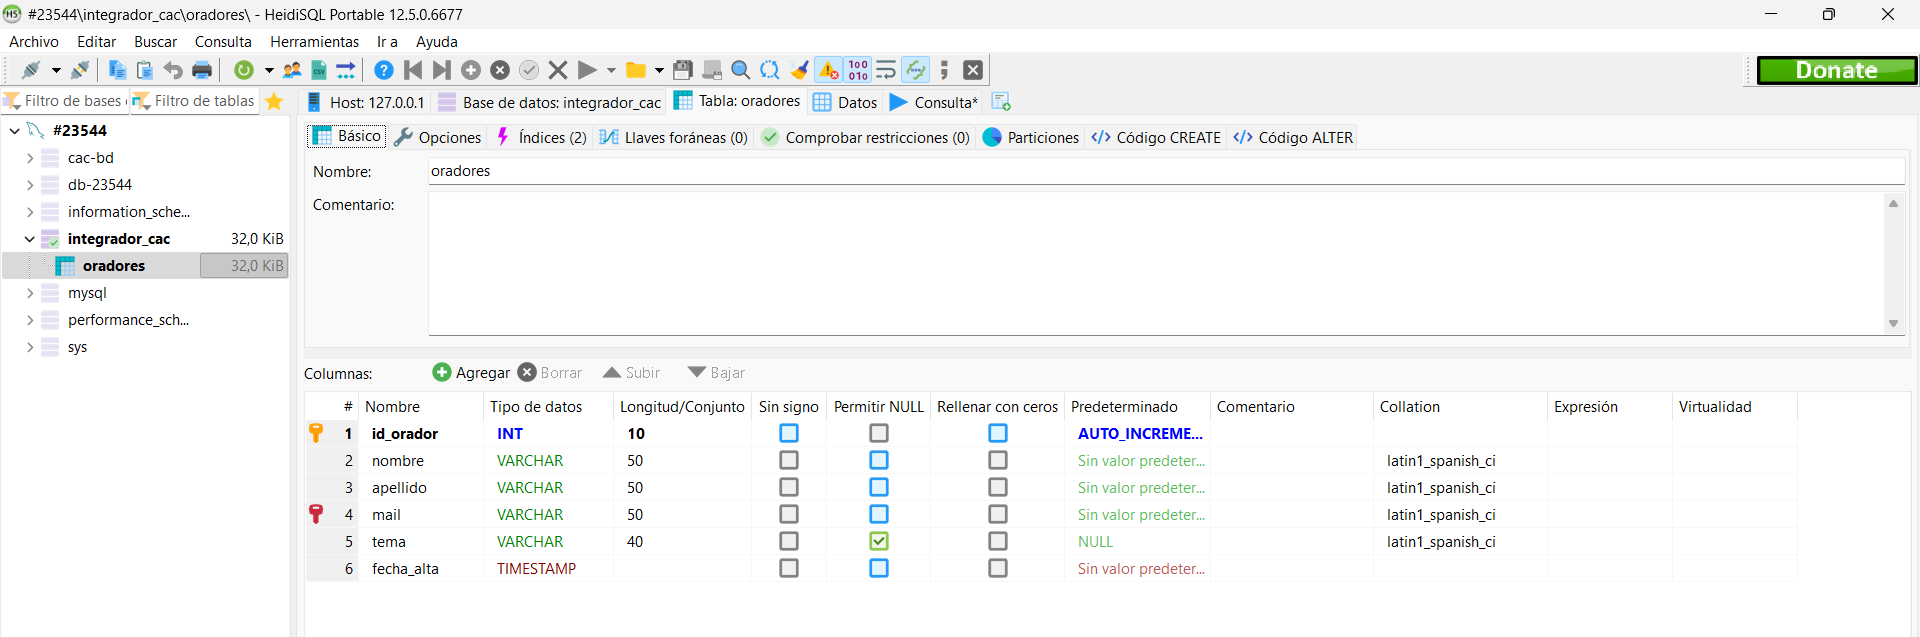 #23544\integrador_cac\oradores\ - HeidiSQL Portable 12.5.0.6677
Archivo Editar Buscar Consulta Herramientas Ir a Ayuda
Donate
Filtro de bases Filtro de tablas
Host: 127.0.0.1 Base de datos: integrador_cac Tabla: oradores Datos Consulta*
#23544
cac-bd
db-23544
information_sche...
integrador_cac 32,0 KiB
oradores 32,0 KiB
mysql
performance_sch...
sys
Básico Opciones Índices (2) Llaves foráneas (0) Comprobar restricciones (0) Particiones Código CREATE Código ALTER
Nombre: oradores
Comentario:
Columnas: Agregar Borrar Subir Bajar
# Nombre Tipo de datos Longitud/Conjunto Sin signo Permitir NULL Rellenar con ceros Predeterminado Comentario Collation Expresión Virtualidad
1 id_orador INT 10 AUTO_INCREME...
2 nombre VARCHAR 50 Sin valor predeter... latin1_spanish_ci
3 apellido VARCHAR 50 Sin valor predeter... latin1_spanish_ci
4 mail VARCHAR 50 Sin valor predeter... latin1_spanish_ci
5 tema VARCHAR 40 NULL latin1_spanish_ci
6 fecha_alta TIMESTAMP Sin valor predeter...